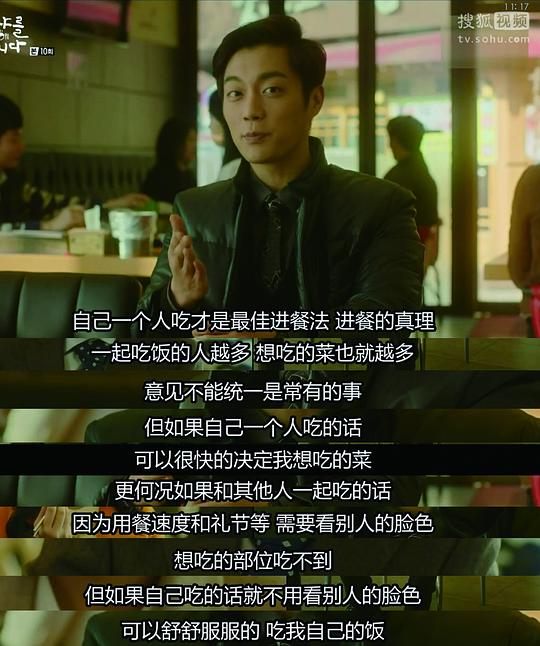 11:17
搜狐视频
tv.sohu.com
10회
自己一个人吃才是最佳进餐法 进餐的真理
一起吃饭的人越多 想吃的菜也就越多
意见不能统一是常有的事
但如果自己一个人吃的话
可以很快的决定我想吃的菜
更何况如果和其他人一起吃的话
因为用餐速度和礼节等 需要看别人的脸色
想吃的部位吃不到
但如果自己吃的话就不用看别人的脸色
可以舒舒服服的 吃我自己的饭